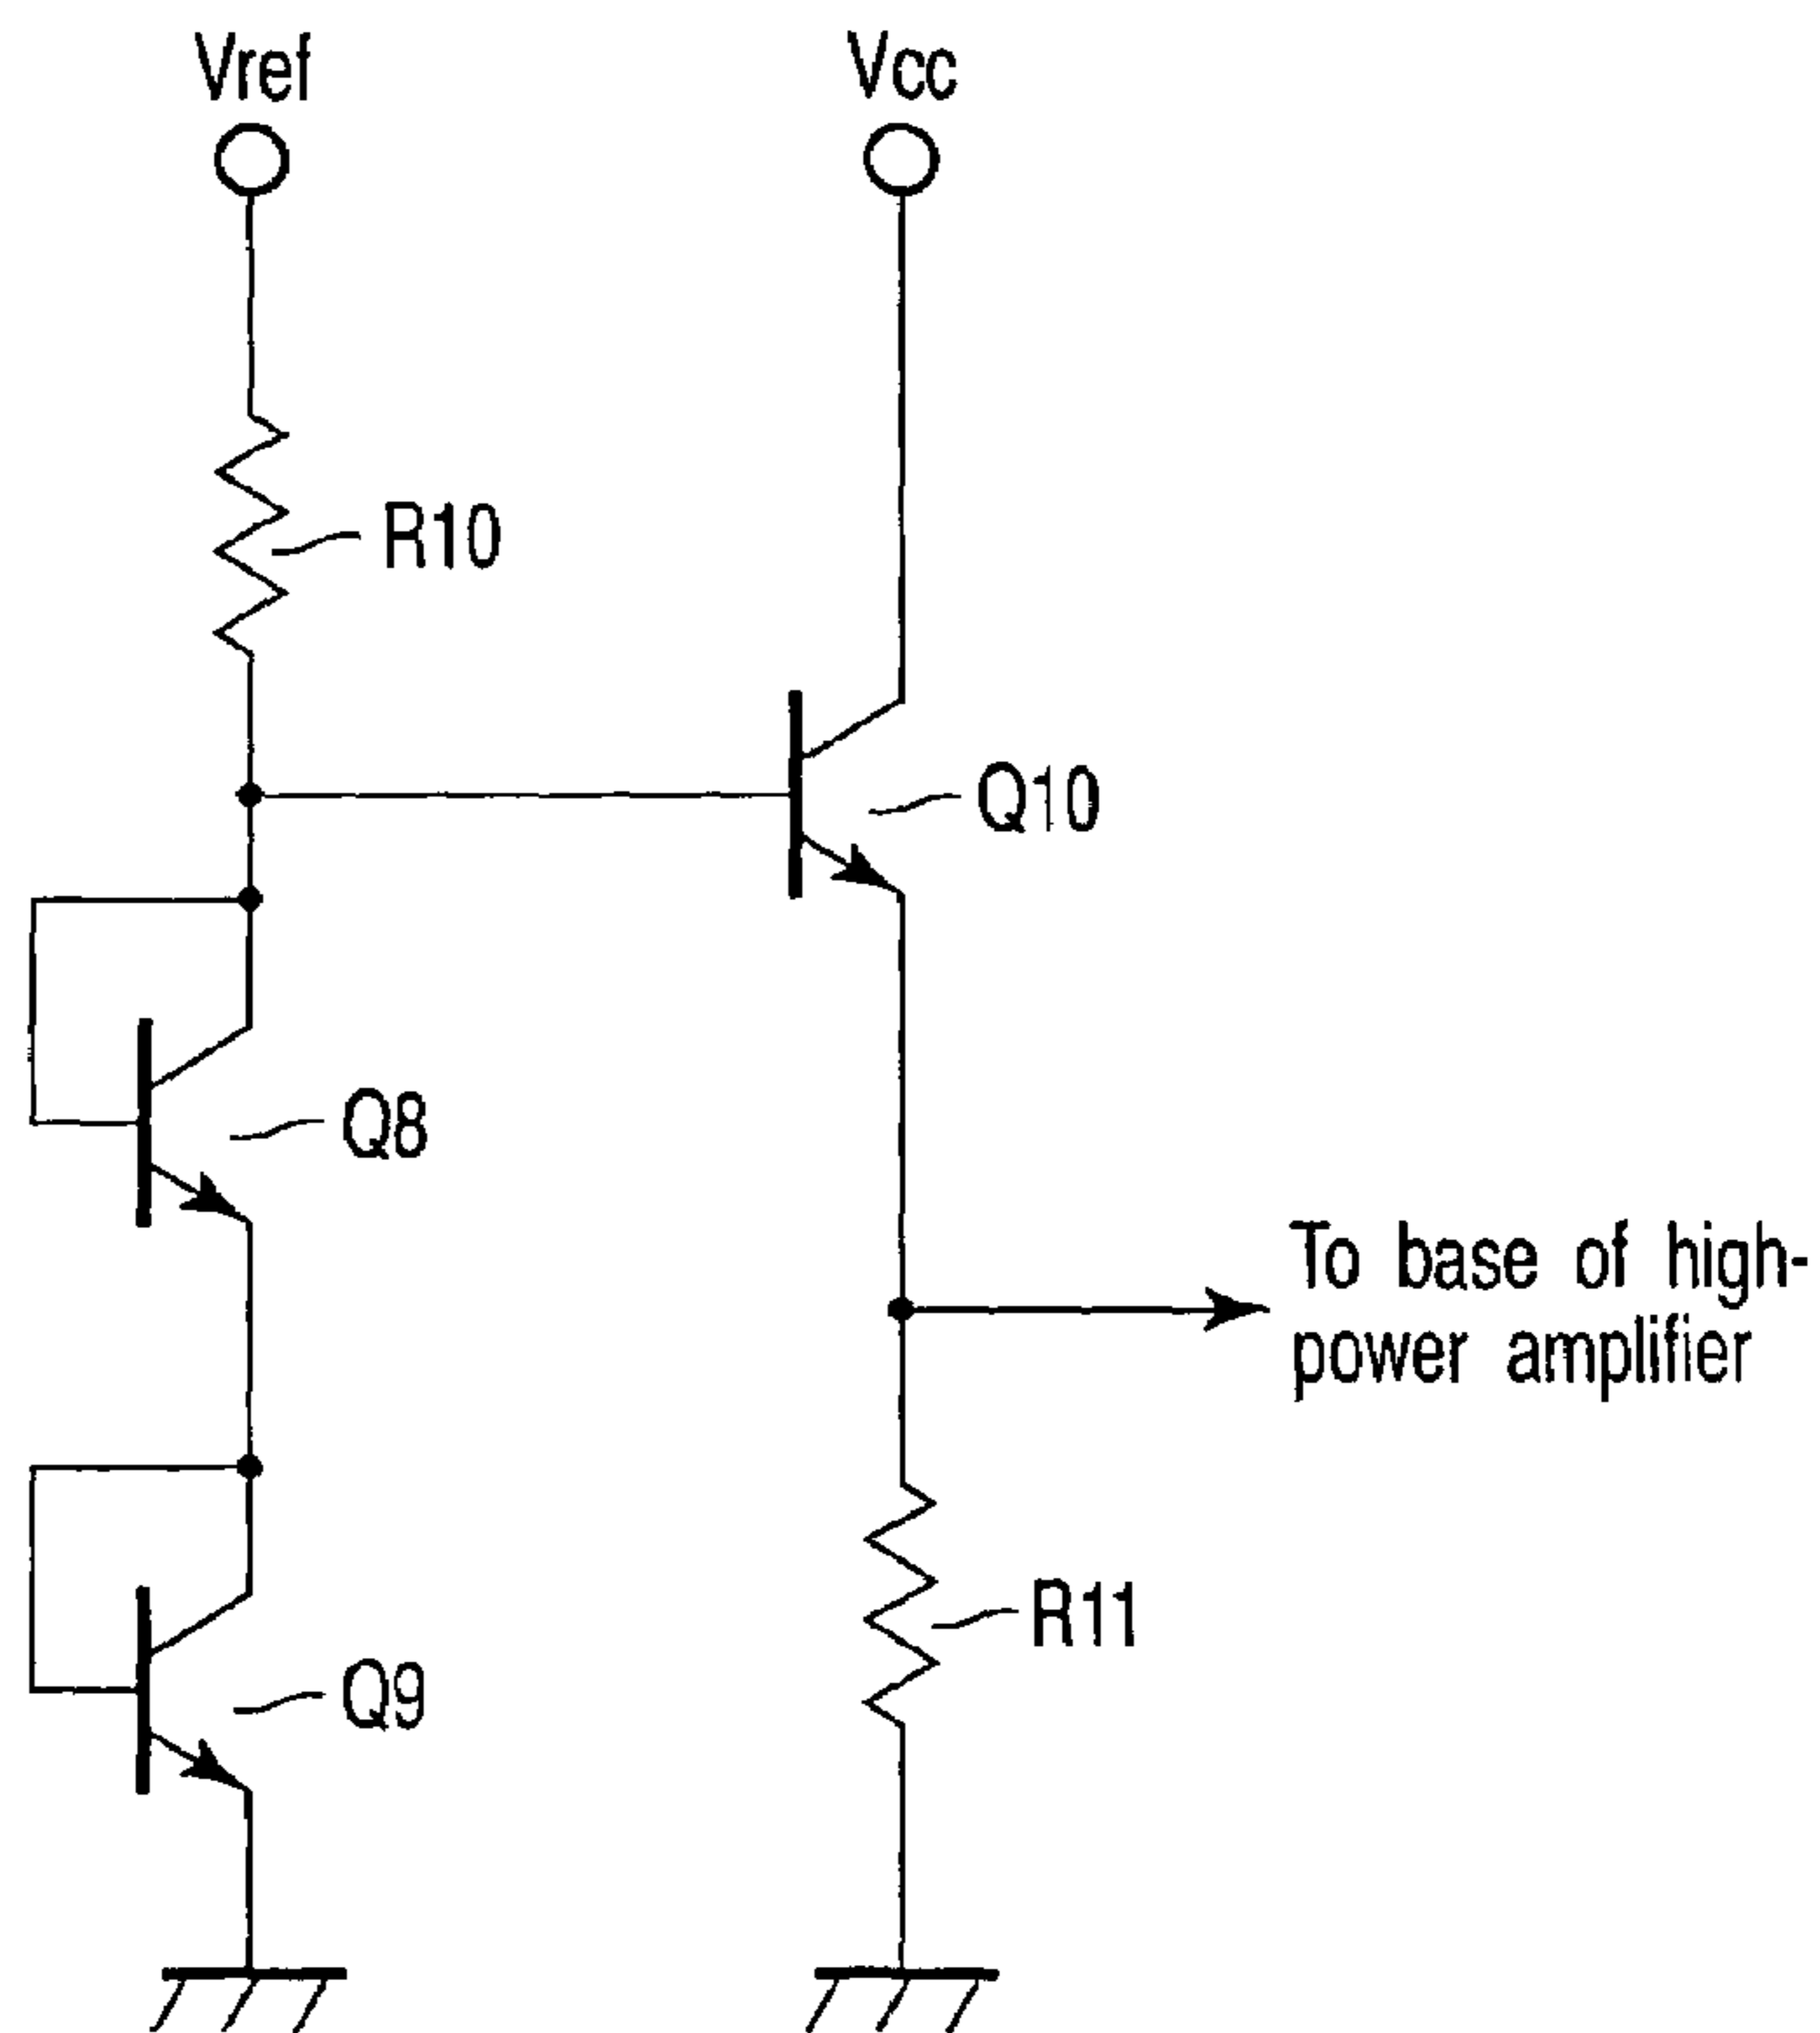 Vref
Vcc
R10
Q10
Q8
To base of high-
power amplifier
R11
Q9